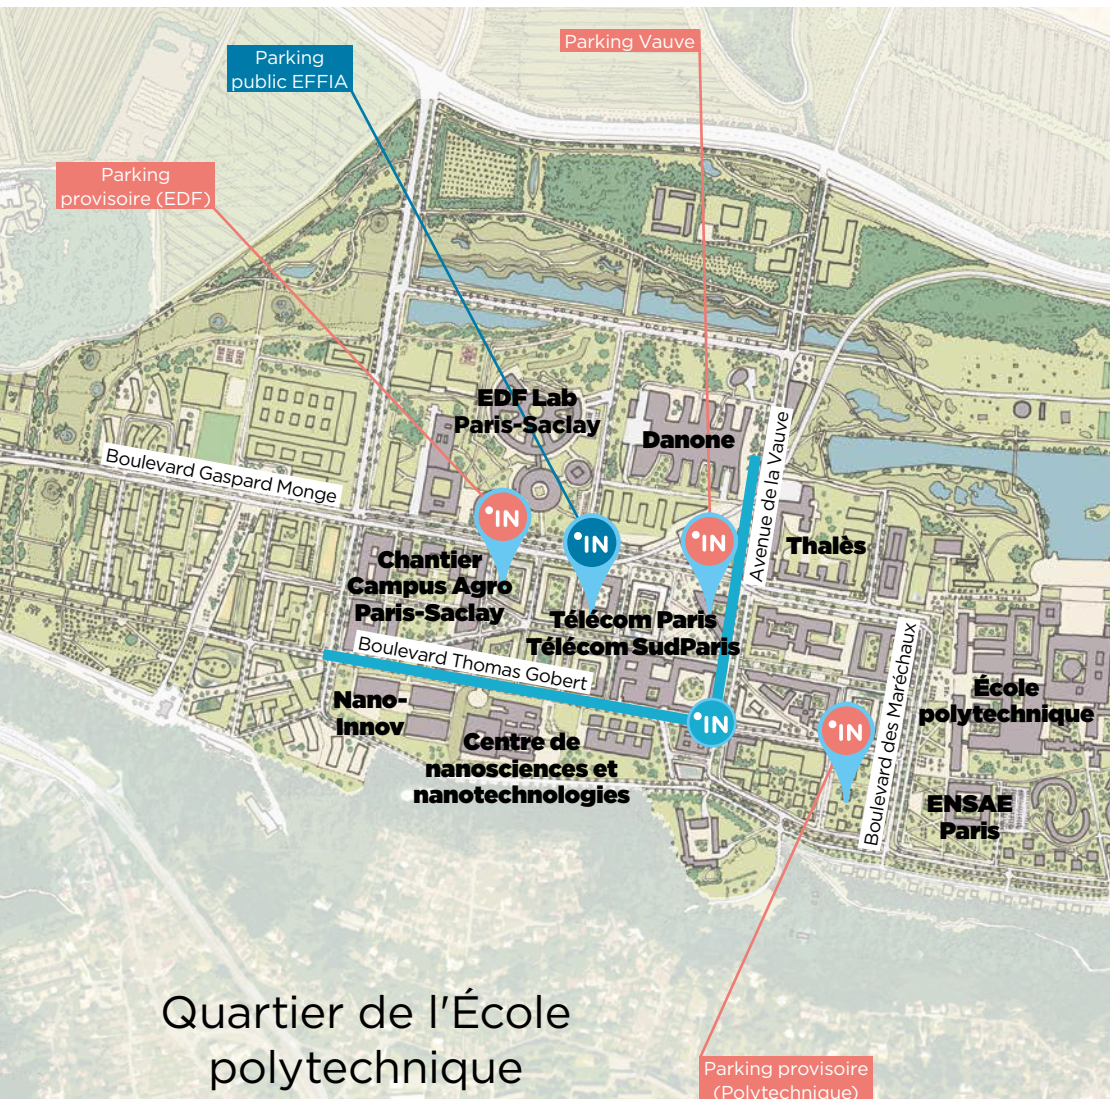 Parking Vauve
Parking
public EFFIA
Parking
provisoire (EDF)
EDF Lab
Paris-Saclay
Danone
Avenue de la Vauve
Boulevard Gaspard Monge
•IN
•IN
•IN
Thalès
Chantier
Campus Agro
Paris-Saclay
Télécom Paris
Télécom SudParis
Boulevard Thomas Gobert
Boulevard des Maréchaux
École
polytechnique
Nano-
Innov
•IN
•IN
Centre de
nanosciences et
nanotechnologies
ENSAE
Paris
Quartier de l'École
polytechnique
Parking provisoire
(Polytechnique)